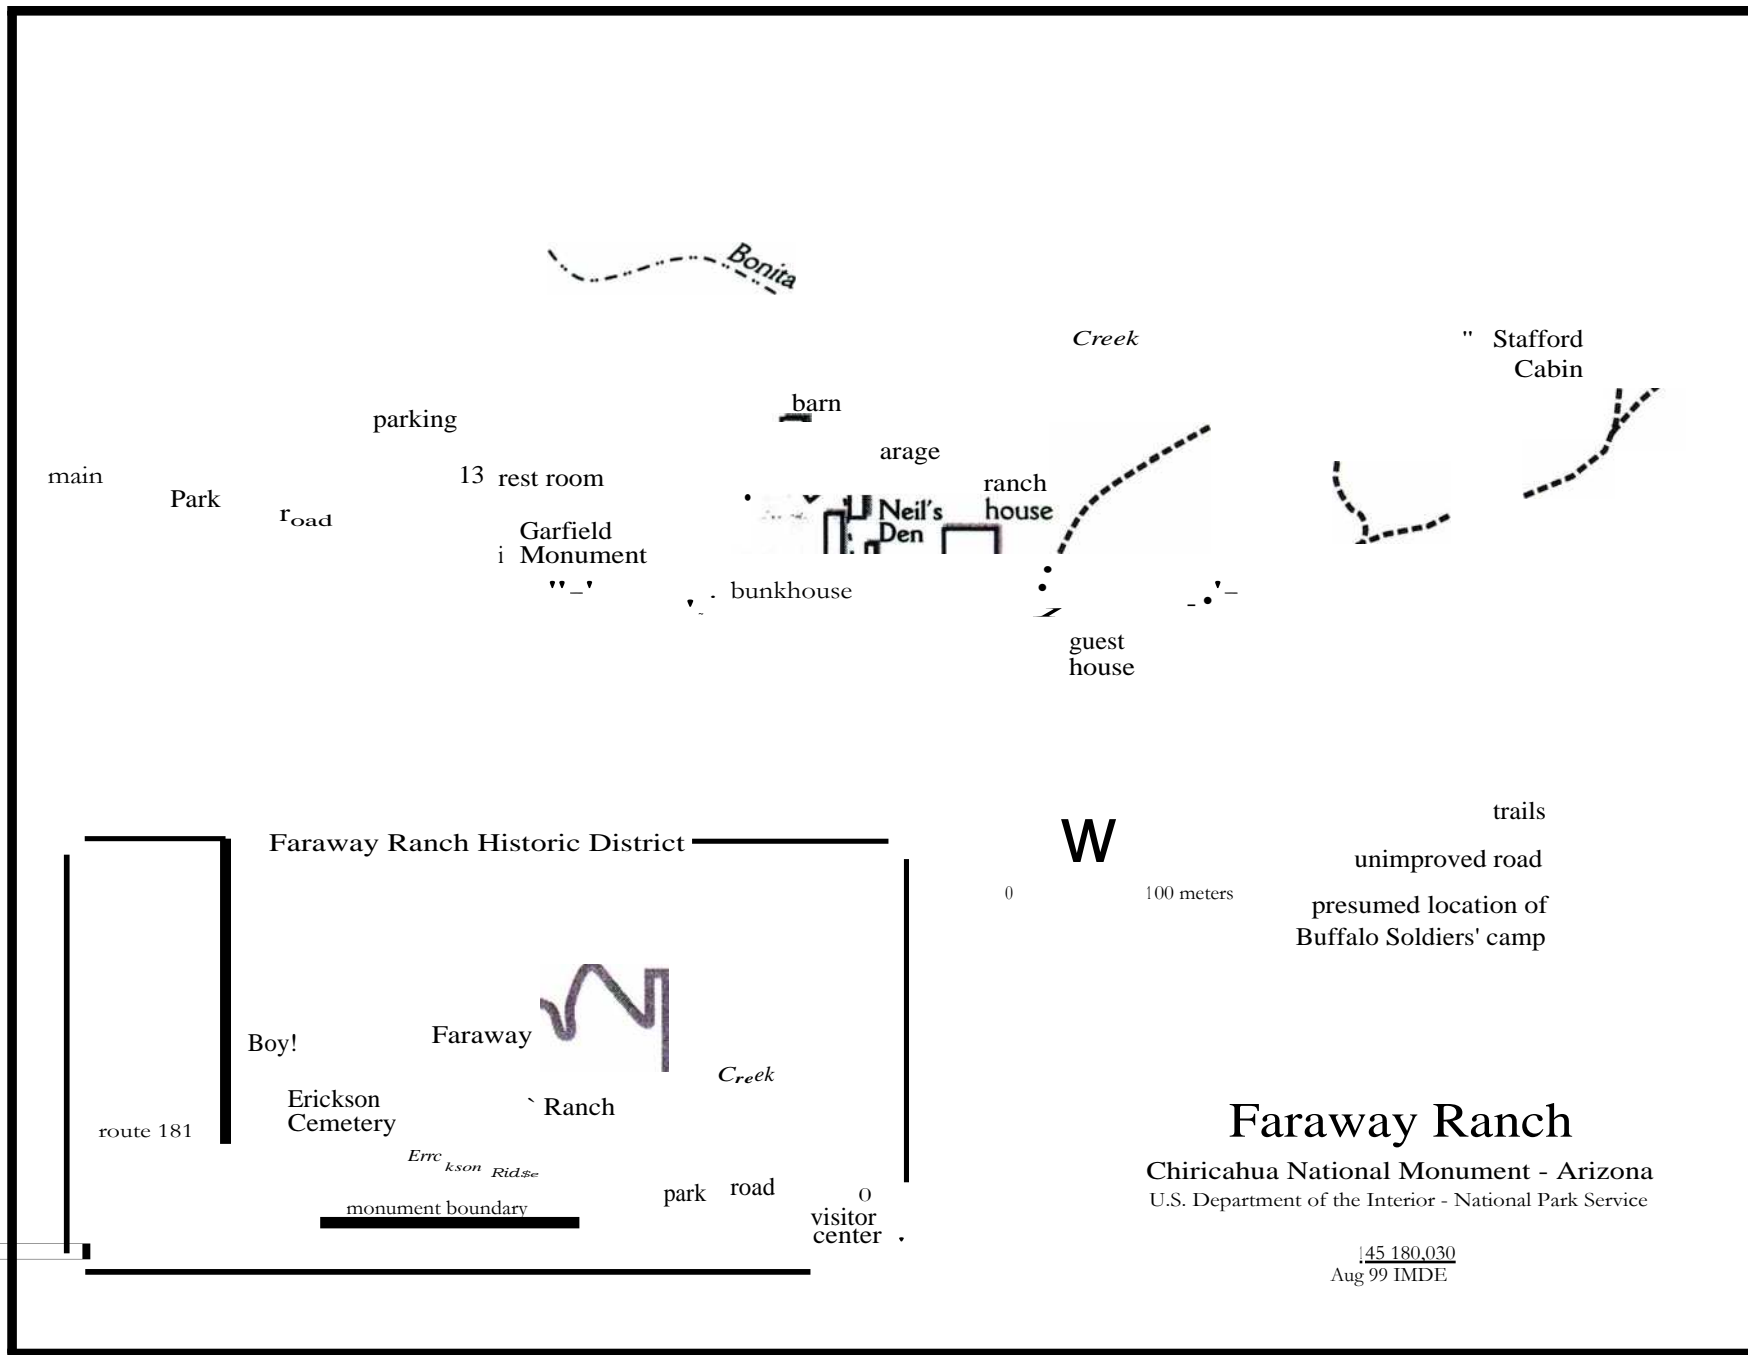 Bonita
Creek
" Stafford
Cabin
barn
parking
arage
main
Park
road
13 rest room
ranch
house
Neil's
Den
Garfield
i Monument
bunkhouse
guest
house
trails
unimproved road
presumed location of
Buffalo Soldiers' camp
W
0 100 meters
Faraway Ranch Historic District
Boy!
Faraway
Creek
Erickson
Cemetery
` Ranch
route 181
Errc kson Rid$e
monument boundary
park road
O
visitor
center
Faraway Ranch
Chiricahua National Monument - Arizona
U.S. Department of the Interior - National Park Service
145 180,030
Aug 99 IMDE